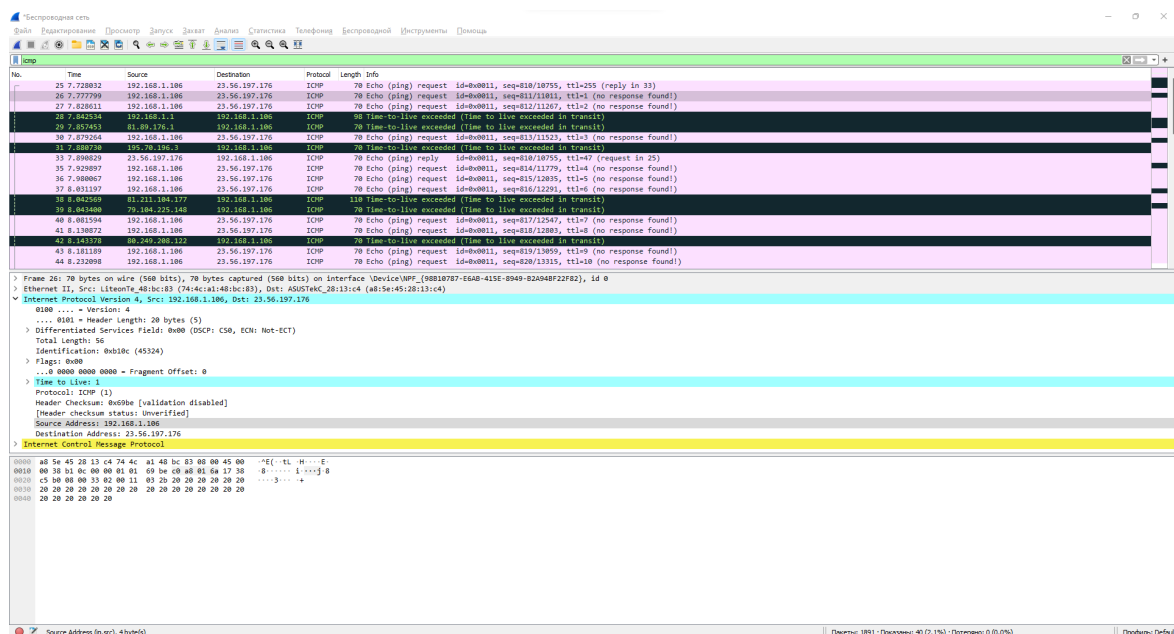 *Беспроводная сеть
Файл Редактирование Просмотр Запуск Захват Анализ Статистика Телефония Беспроводной Инструменты Помощь
icmp
No. Time Source Destination Protocol Length Info
25 7.728032 192.168.1.106 23.56.197.176 ICMP 70 Echo (ping) request id=0x0011, seq=810/10755, ttl=255 (reply in 33)
26 7.777799 192.168.1.106 23.56.197.176 ICMP 70 Echo (ping) request id=0x0011, seq=811/11011, ttl=1 (no response found!)
27 7.828611 192.168.1.106 23.56.197.176 ICMP 70 Echo (ping) request id=0x0011, seq=812/11267, ttl=2 (no response found!)
28 7.842534 192.168.1.1 192.168.1.106 ICMP 98 Time-to-live exceeded (Time to live exceeded in transit)
29 7.857453 81.89.176.1 192.168.1.106 ICMP 70 Time-to-live exceeded (Time to live exceeded in transit)
30 7.879264 192.168.1.106 23.56.197.176 ICMP 70 Echo (ping) request id=0x0011, seq=813/11523, ttl=3 (no response found!)
31 7.880730 195.70.196.3 192.168.1.106 ICMP 70 Time-to-live exceeded (Time to live exceeded in transit)
33 7.890829 23.56.197.176 192.168.1.106 ICMP 70 Echo (ping) reply id=0x0011, seq=810/10755, ttl=47 (request in 25)
35 7.929897 192.168.1.106 23.56.197.176 ICMP 70 Echo (ping) request id=0x0011, seq=814/11779, ttl=4 (no response found!)
36 7.980067 192.168.1.106 23.56.197.176 ICMP 70 Echo (ping) request id=0x0011, seq=815/12035, ttl=5 (no response found!)
37 8.031197 192.168.1.106 23.56.197.176 ICMP 70 Echo (ping) request id=0x0011, seq=816/12291, ttl=6 (no response found!)
38 8.042569 81.211.104.177 192.168.1.106 ICMP 110 Time-to-live exceeded (Time to live exceeded in transit)
39 8.043400 79.104.225.148 192.168.1.106 ICMP 70 Time-to-live exceeded (Time to live exceeded in transit)
40 8.081594 192.168.1.106 23.56.197.176 ICMP 70 Echo (ping) request id=0x0011, seq=817/12547, ttl=7 (no response found!)
41 8.130872 192.168.1.106 23.56.197.176 ICMP 70 Echo (ping) request id=0x0011, seq=818/12803, ttl=8 (no response found!)
42 8.143378 80.249.208.122 192.168.1.106 ICMP 70 Time-to-live exceeded (Time to live exceeded in transit)
43 8.181189 192.168.1.106 23.56.197.176 ICMP 70 Echo (ping) request id=0x0011, seq=819/13059, ttl=9 (no response found!)
44 8.232098 192.168.1.106 23.56.197.176 ICMP 70 Echo (ping) request id=0x0011, seq=820/13315, ttl=10 (no response found!)
Frame 26: 70 bytes on wire (560 bits), 70 bytes captured (560 bits) on interface \Device\NPF_{98B10787-E6AB-415E-8949-B2A94BF22F82}, id 0
Ethernet II, Src: LiteonTe_48:bc:83 (74:4c:a1:48:bc:83), Dst: ASUSTekC_28:13:c4 (a8:5e:45:28:13:c4)
Internet Protocol Version 4, Src: 192.168.1.106, Dst: 23.56.197.176
0100 .... = Version: 4
.... 0101 = Header Length: 20 bytes (5)
Differentiated Services Field: 0x00 (DSCP: CS0, ECN: Not-ECT)
Total Length: 56
Identification: 0xb10c (45324)
Flags: 0x00
...0 0000 0000 0000 = Fragment Offset: 0
Time to Live: 1
Protocol: ICMP (1)
Header Checksum: 0x69be [validation disabled]
[Header checksum status: Unverified]
Source Address: 192.168.1.106
Destination Address: 23.56.197.176
Internet Control Message Protocol
0000 a8 5e 45 28 13 c4 74 4c a1 48 bc 83 08 00 45 00 ·^E(··tL ·H····E·
0010 00 38 b1 0c 00 00 01 01 69 be c0 a8 01 6a 17 38 ·8······ i····j·8
0020 c5 b0 08 00 33 02 00 11 03 2b 20 20 20 20 20 20 ····3··· ·+
0030 20 20 20 20 20 20 20 20 20 20 20 20 20 20 20 20
0040 20 20 20 20 20 20
Source Address (ip.src), 4 byte(s)
Пакеты: 1891 · Показаны: 40 (2.1%) · Потеряно: 0 (0.0%)
Профиль: Defaul